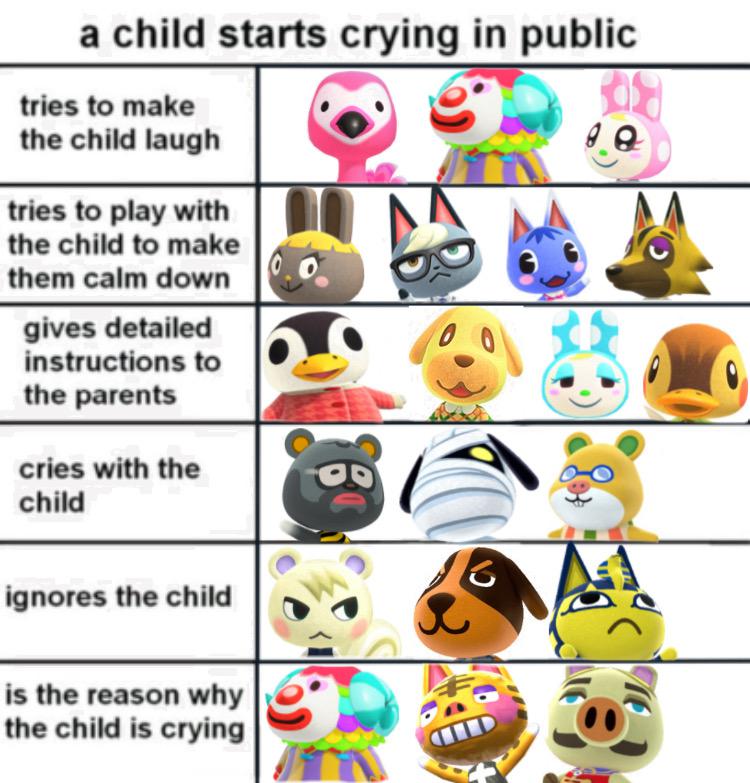 a child starts crying in public
tries to make
the child laugh
tries to play with
the child to make
them calm down
gives detailed
instructions to
the parents
cries with the
child
ignores the child
is the reason why
the child is crying